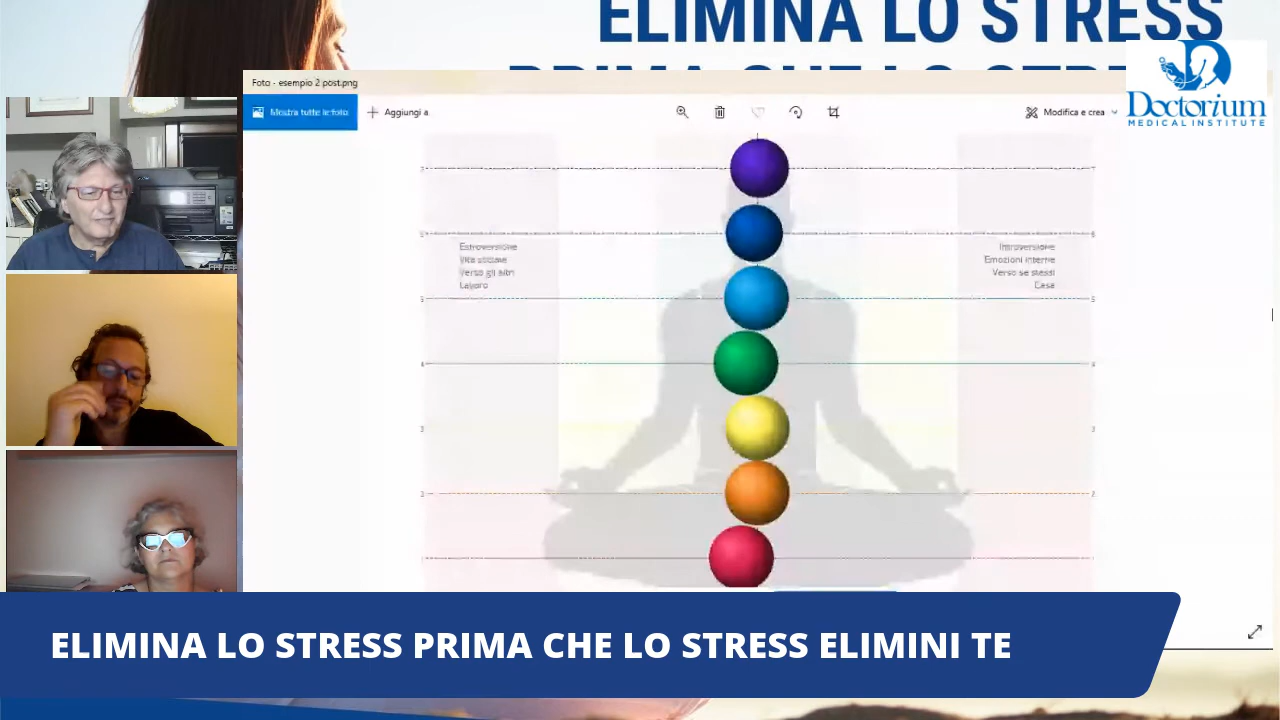 ELIMINA LO STRESS
Doctorium
MEDICAL INSTITUTE
Foto - esempio 2 post.png
Mostra tutte le foto
Aggiungi a
Modifica e crea
Estroversione
Vita sociale
Verso gli altri
Lavoro
Introversione
Emozioni interne
Verso se stessi
Casa
ELIMINA LO STRESS PRIMA CHE LO STRESS ELIMINI TE